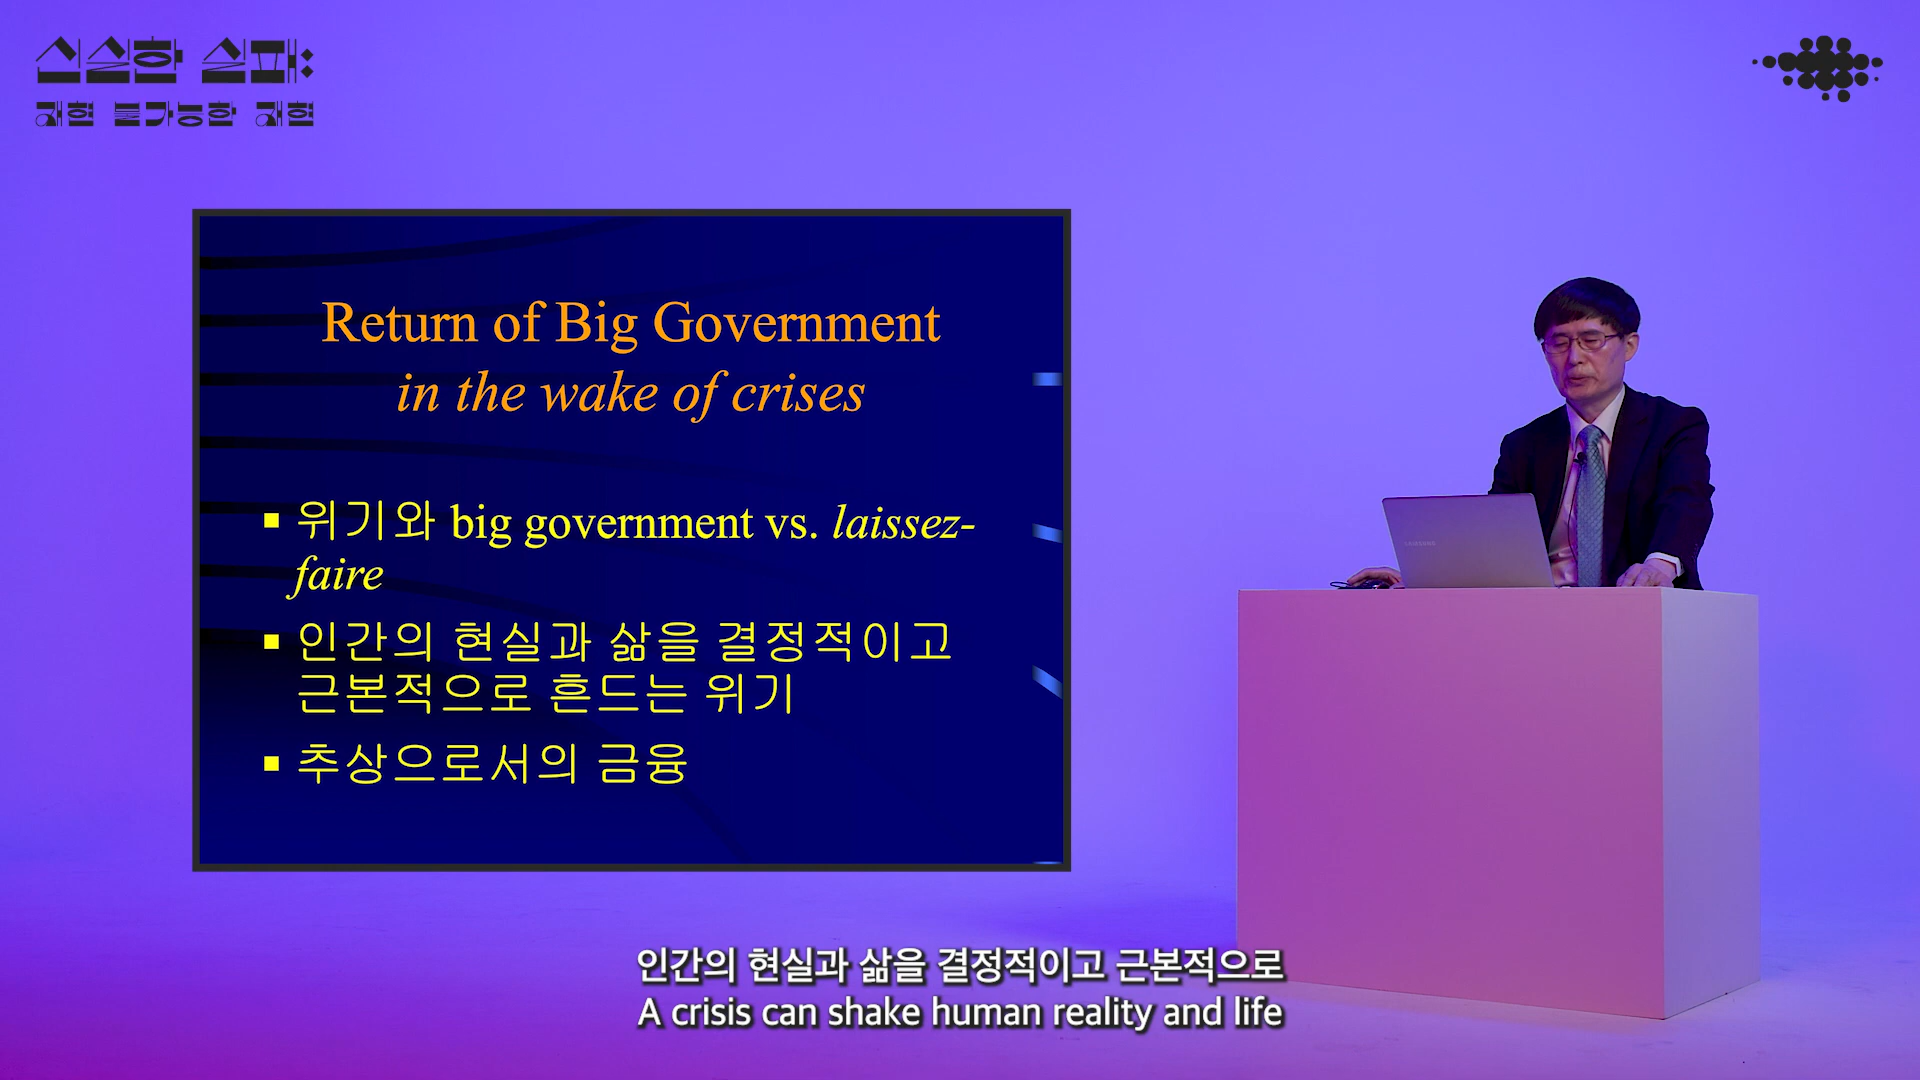 신실한 실패:
재현 불가능한 재현
Return of Big Government
in the wake of crises
위기와 big government vs. laissez-
faire
인간의 현실과 삶을 결정적이고
근본적으로 흔드는 위기
추상으로서의 금융
SAMSUNG
인간의 현실과 삶을 결정적이고 근본적으로
A crisis can shake human reality and life